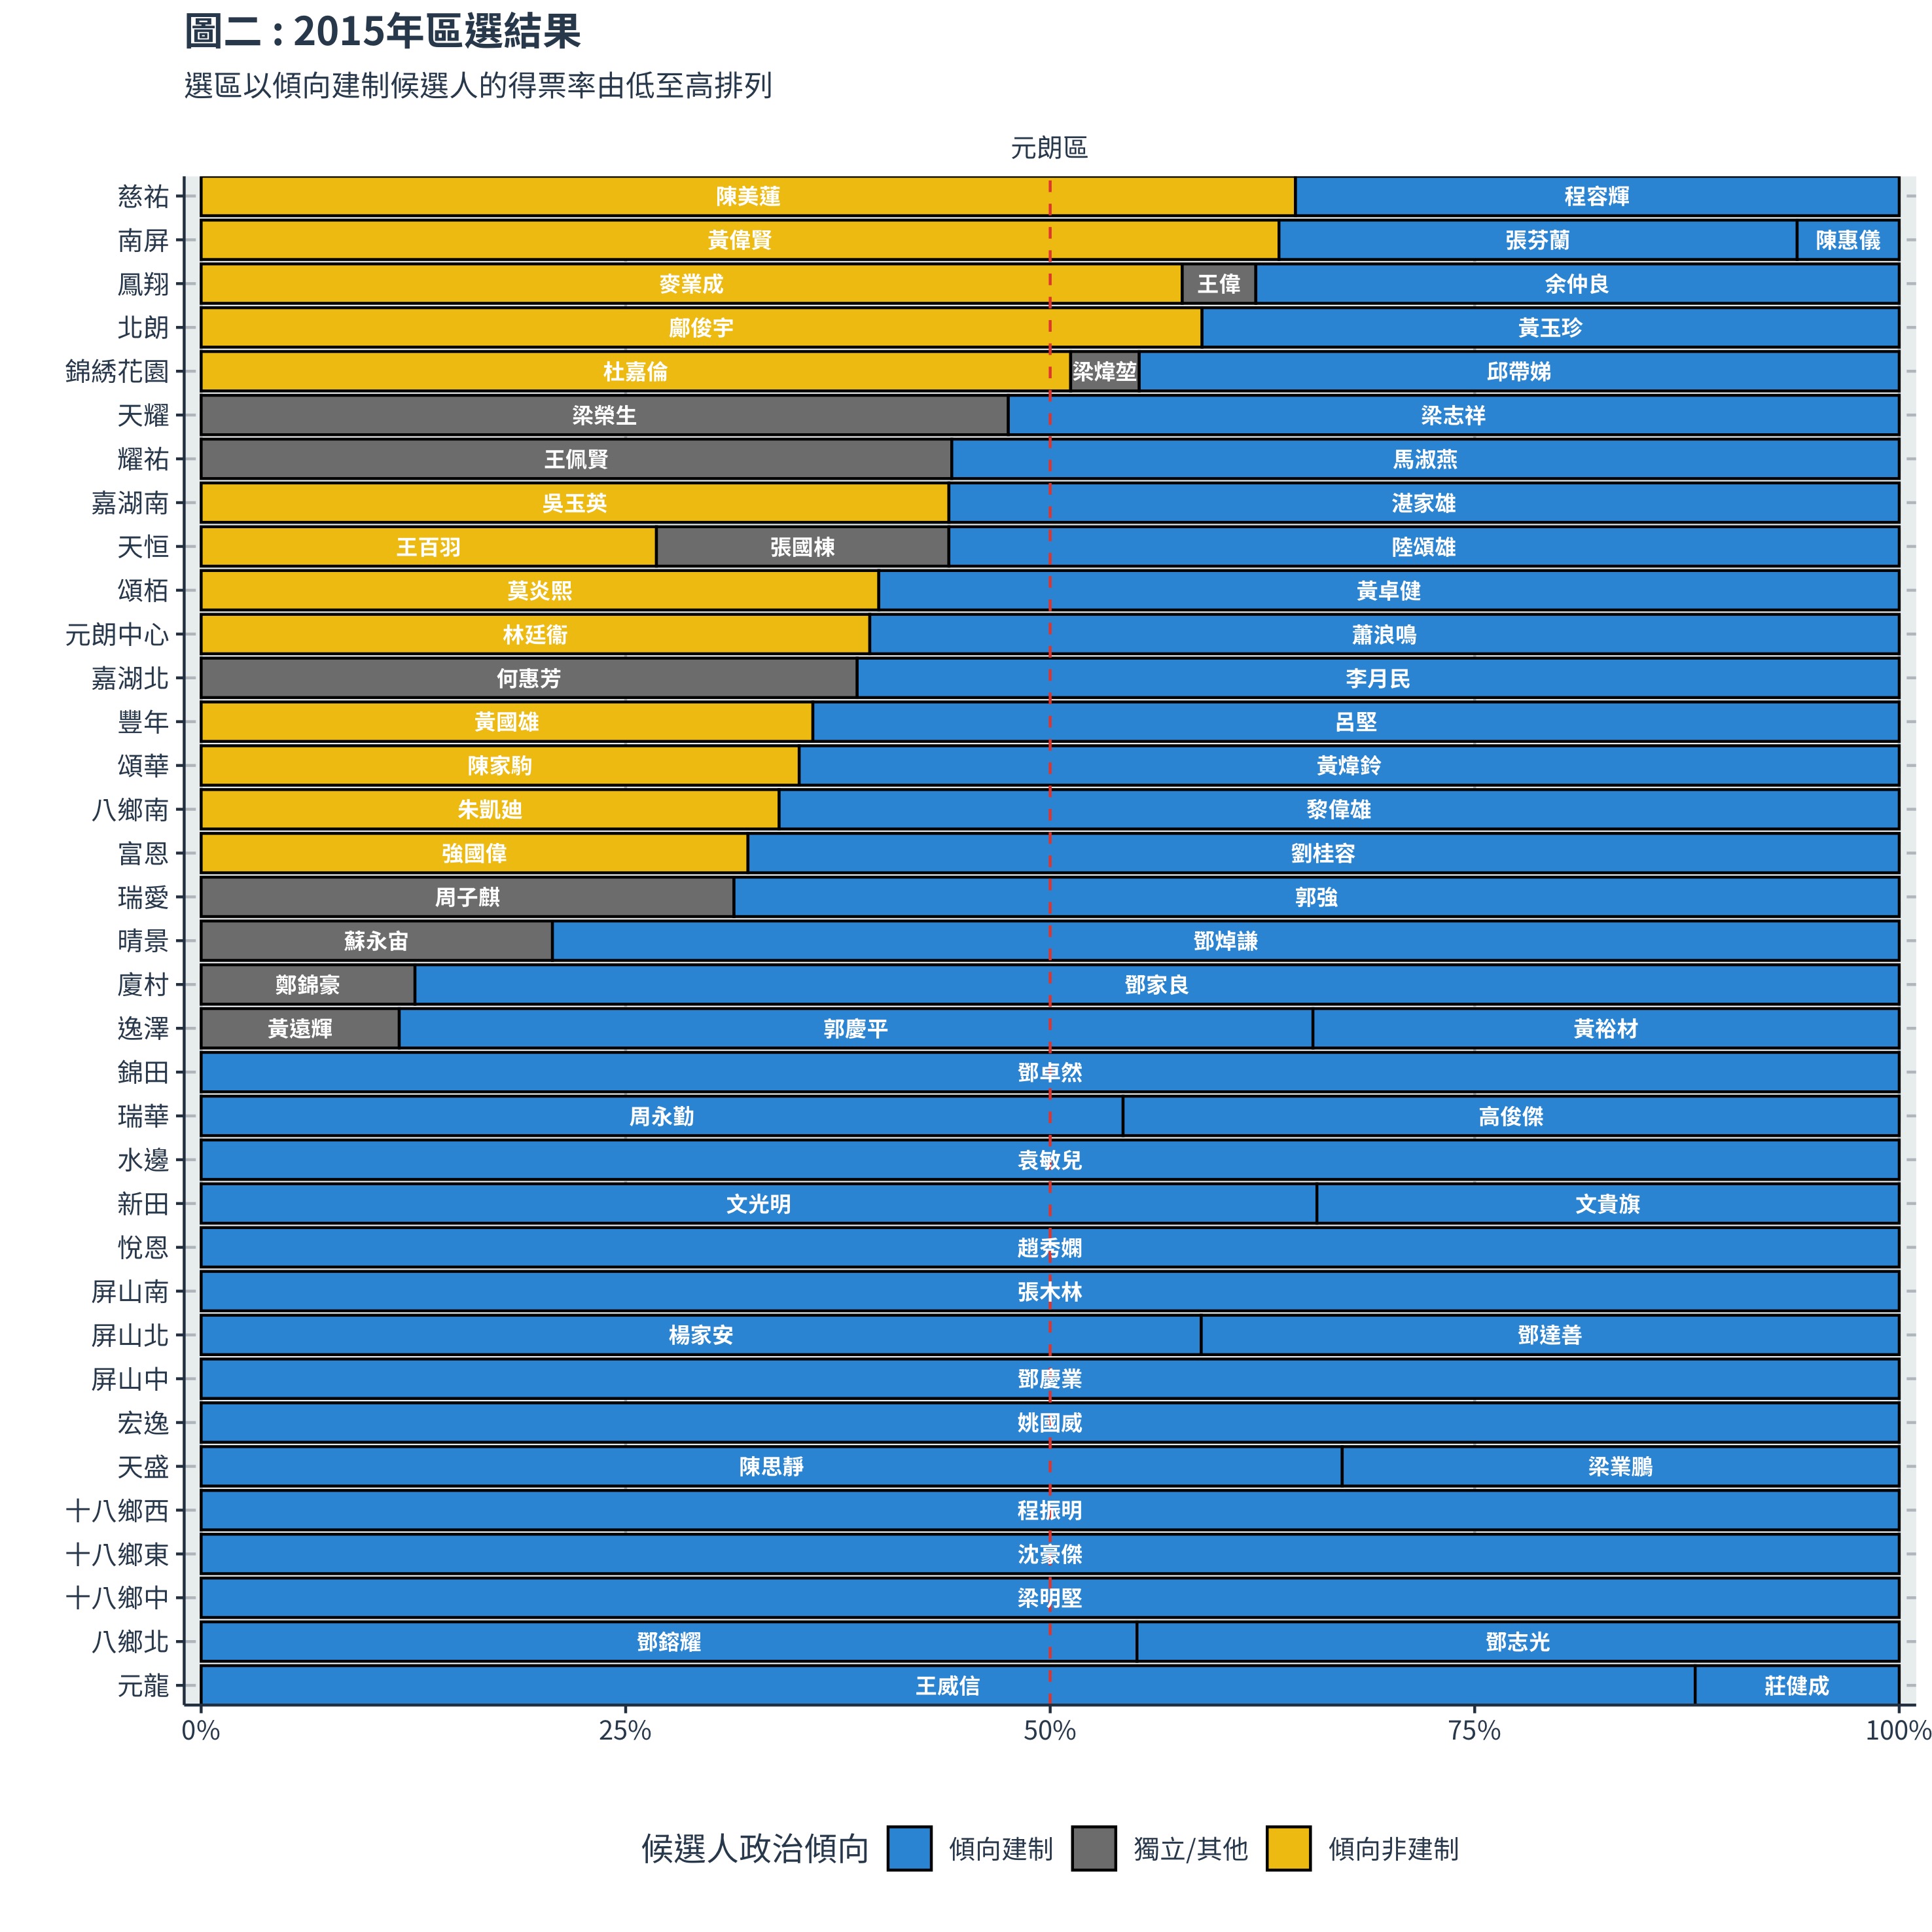 圖二 : 2015年區選結果
選區以傾向建制候選人的得票率由低至高排列
元朗區
慈祐 陳美蓮 程容輝
南屏 黃偉賢 張芬蘭 陳惠儀
鳳翔 麥業成 王偉 余仲良
北朗 鄺俊宇 黃玉珍
錦綉花園 杜嘉倫 梁煒堃 邱帶娣
天耀 梁榮生 梁志祥
耀祐 王佩賢 馬淑燕
嘉湖南 吳玉英 湛家雄
天恒 王百羽 張國棟 陸頌雄
頌栢 莫炎熙 黃卓健
元朗中心 林廷衞 蕭浪鳴
嘉湖北 何惠芳 李月民
豐年 黃國雄 呂堅
頌華 陳家駒 黃煒鈴
八鄉南 朱凱廸 黎偉雄
富恩 強國偉 劉桂容
瑞愛 周子麒 郭強
晴景 蘇永宙 鄧焯謙
廈村 鄭錦豪 鄧家良
逸澤 黃遠輝 郭慶平 黃裕材
錦田 鄧卓然
瑞華 周永勤 高俊傑
水邊 袁敏兒
新田 文光明 文貴旗
悅恩 趙秀嫻
屏山南 張木林
屏山北 楊家安 鄧達善
屏山中 鄧慶業
宏逸 姚國威
天盛 陳思靜 梁業鵬
十八鄉西 程振明
十八鄉東 沈豪傑
十八鄉中 梁明堅
八鄉北 鄧鎔耀 鄧志光
元龍 王威信 莊健成
0% 25% 50% 75% 100%
候選人政治傾向 傾向建制 獨立/其他 傾向非建制